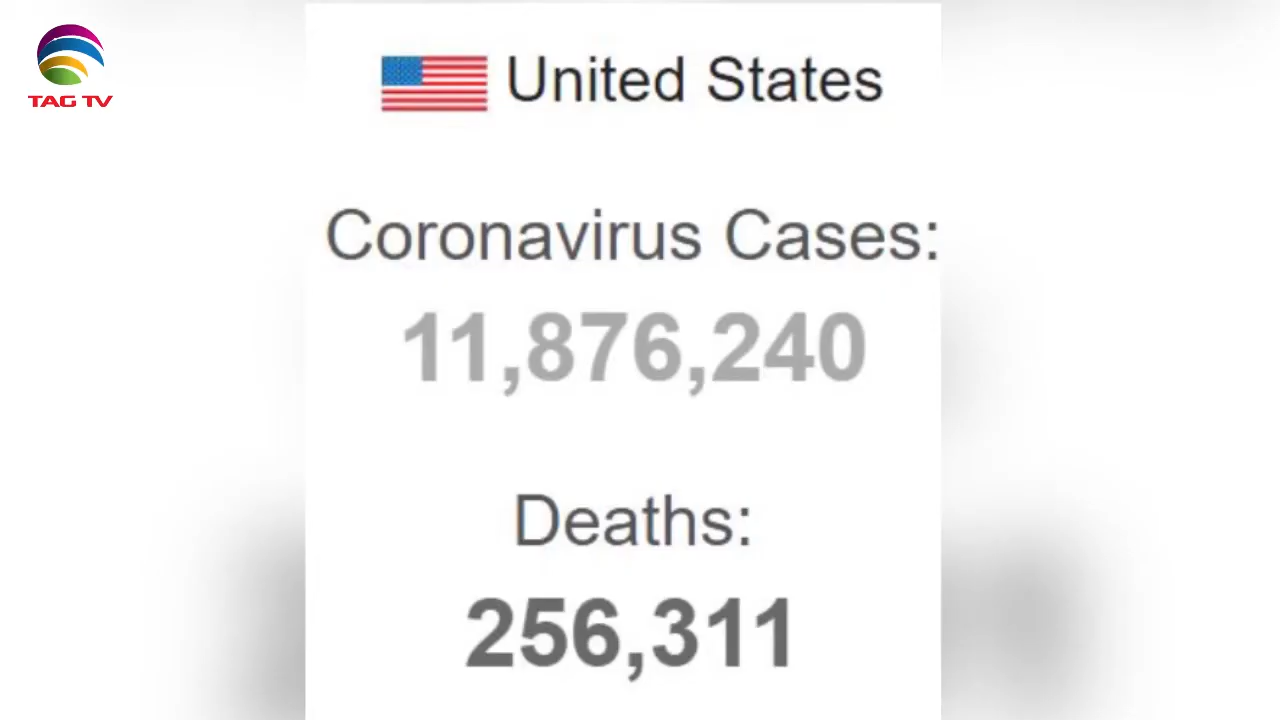 TAG TV
United States
Coronavirus Cases:
11,876,240
Deaths:
256,311